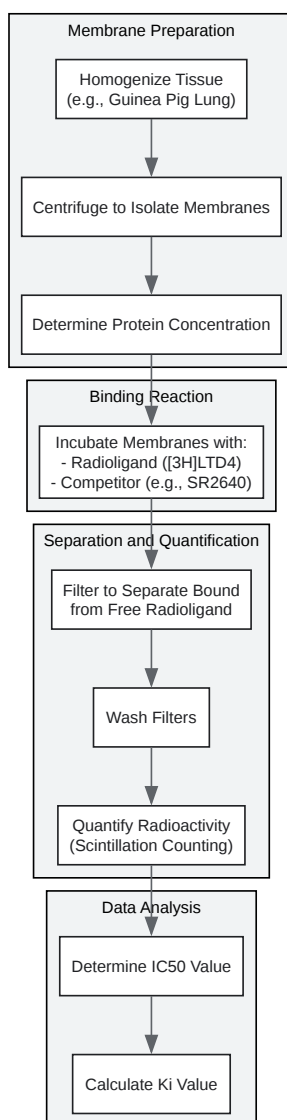 Membrane Preparation
Homogenize Tissue
(e.g., Guinea Pig Lung)
Centrifuge to Isolate Membranes
Determine Protein Concentration
Binding Reaction
Incubate Membranes with:
- Radioligand ([3H]LTD4)
- Competitor (e.g., SR2640)
Separation and Quantification
Filter to Separate Bound
from Free Radioligand
Wash Filters
Quantify Radioactivity
(Scintillation Counting)
Data Analysis
Determine IC50 Value
Calculate Ki Value